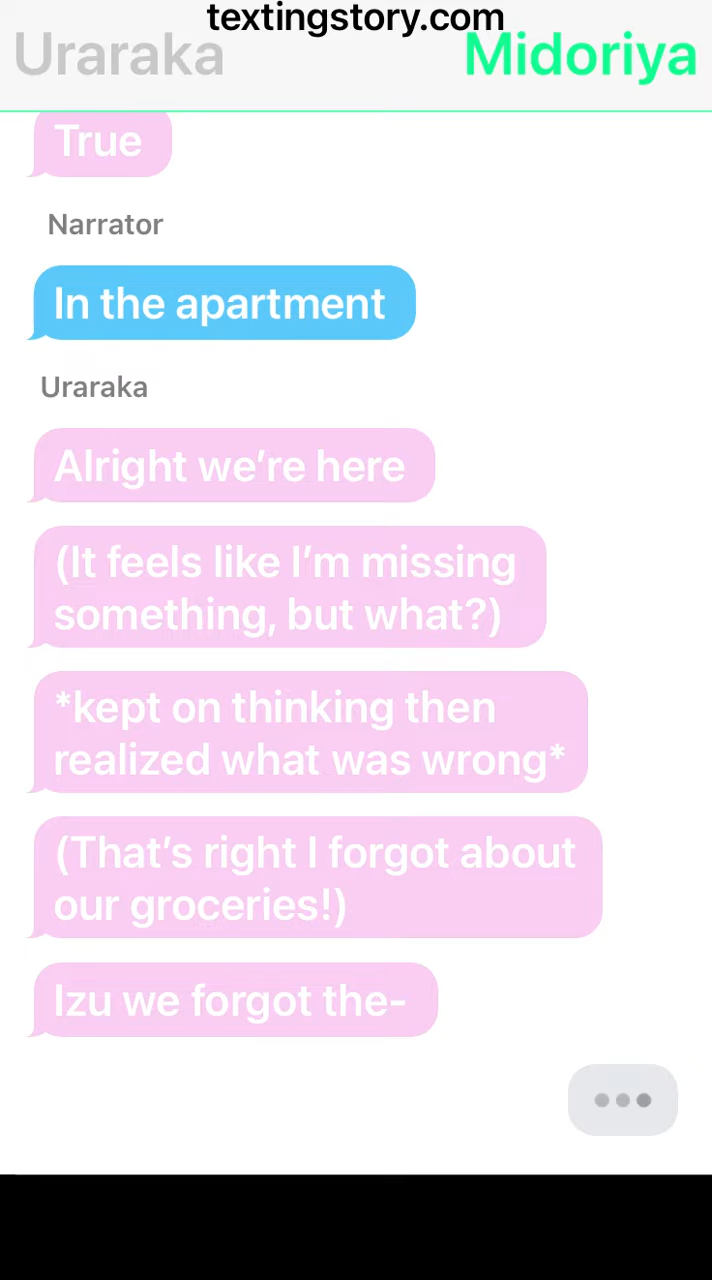 textingstory.com
Uraraka
Midoriya
True
Narrator
In the apartment
Uraraka
Alright we’re here
(It feels like I’m missing
something, but what?)
*kept on thinking then
realized what was wrong*
(That’s right I forgot about
our groceries!)
Izu we forgot the-